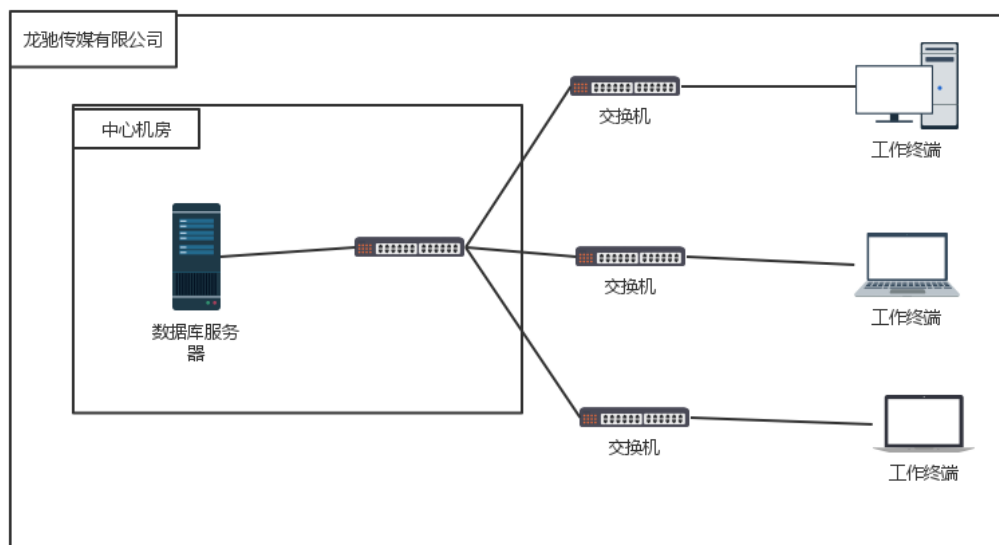 龙驰传媒有限公司
交换机
工作终端
中心机房
数据库服务
器
交换机
工作终端
交换机
工作终端